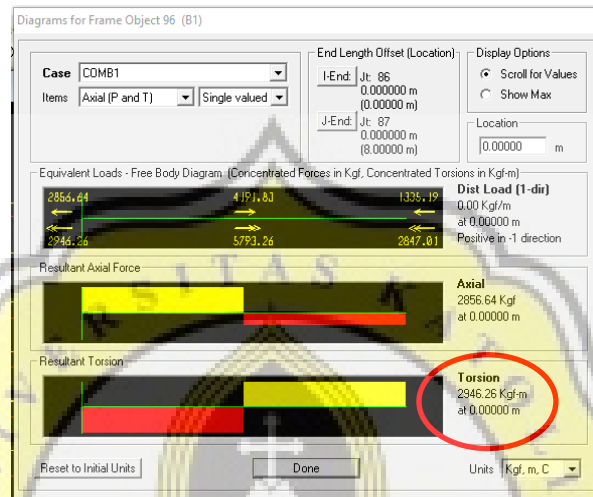 Diagrams for Frame Object 96 (B1)
Case COMB1
Items Axial (P and T) Single valued
End Length Offset (Location)
I-End: Jt: 86
0.000000 m
(0.00000 m)
J-End: Jt: 87
0.000000 m
(8.00000 m)
Display Options
Scroll for Values
Show Max
Location
0.00000 m
Equivalent Loads - Free Body Diagram (Concentrated Forces in Kgf, Concentrated Torsions in Kgf-m)
2856.64 4191.83 1335.19
2946.26 5793.26 2847.01
Dist Load (1-dir)
0.00 Kgf/m
at 0.00000 m
Positive in -1 direction
Resultant Axial Force
Axial
2856.64 Kgf
at 0.00000 m
Resultant Torsion
Torsion
2946.26 Kgf-m
at 0.00000 m
Reset to Initial Units Done Units Kgf, m, C